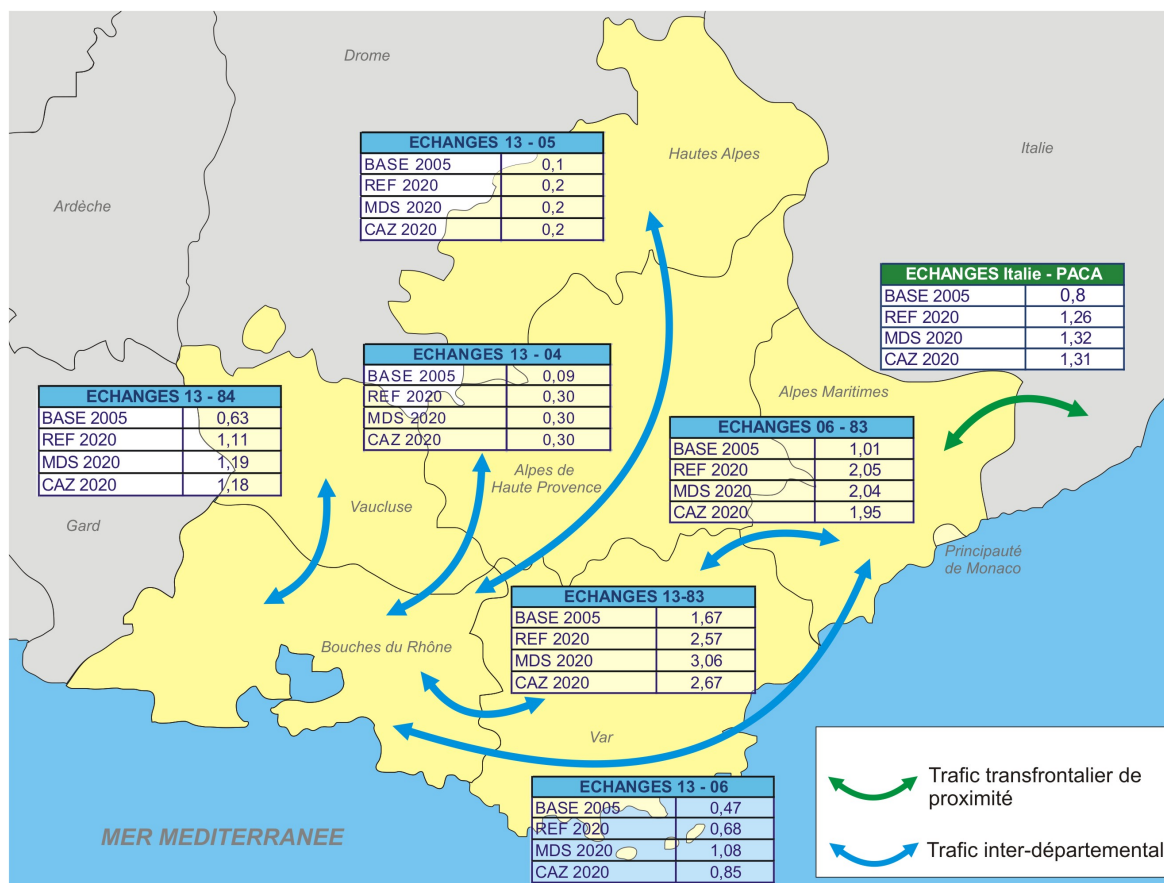 Drome
Hautes Alpes
Italie
Ardèche
ECHANGES 13 - 05
BASE 2005 0,1
REF 2020 0,2
MDS 2020 0,2
CAZ 2020 0,2
ECHANGES Italie - PACA
BASE 2005 0,8
REF 2020 1,26
MDS 2020 1,32
CAZ 2020 1,31
ECHANGES 13 - 04
BASE 2005 0,09
REF 2020 0,30
MDS 2020 0,30
CAZ 2020 0,30
ECHANGES 13 - 84
BASE 2005 0,63
REF 2020 1,11
MDS 2020 1,19
CAZ 2020 1,18
Alpes Maritimes
ECHANGES 06 - 83
BASE 2005 1,01
REF 2020 2,05
MDS 2020 2,04
CAZ 2020 1,95
Alpes de
Haute Provence
Vaucluse
Gard
Principauté
de Monaco
ECHANGES 13-83
BASE 2005 1,67
REF 2020 2,57
MDS 2020 3,06
CAZ 2020 2,67
Bouches du Rhône
Var
ECHANGES 13 - 06
BASE 2005 0,47
REF 2020 0,68
MDS 2020 1,08
CAZ 2020 0,85
MER MEDITERRANEE
Trafic transfrontalier de
proximité
Trafic inter-départemental